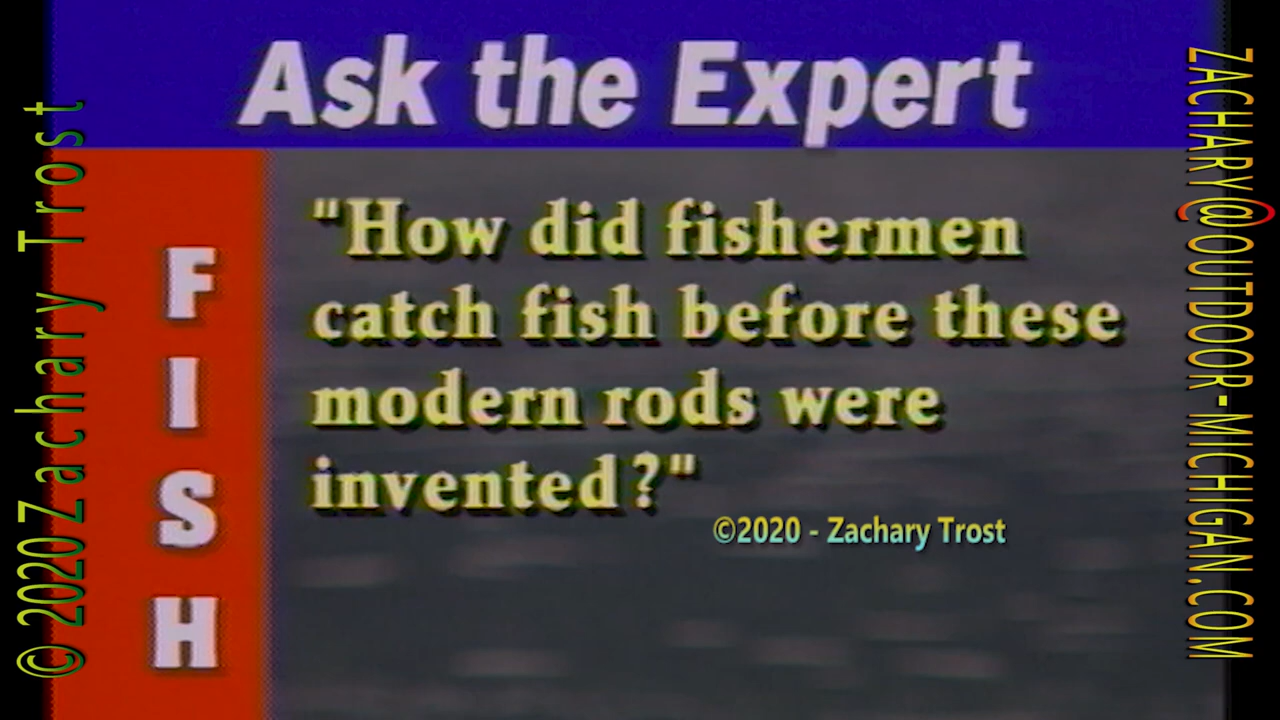 Ask the Expert
F
I
S
H
"How did fishermen
catch fish before these
modern rods were
invented?"
©2020 - Zachary Trost
© 2020 Zachary Trost
ZACHARY@OUTDOOR-MICHIGAN.COM